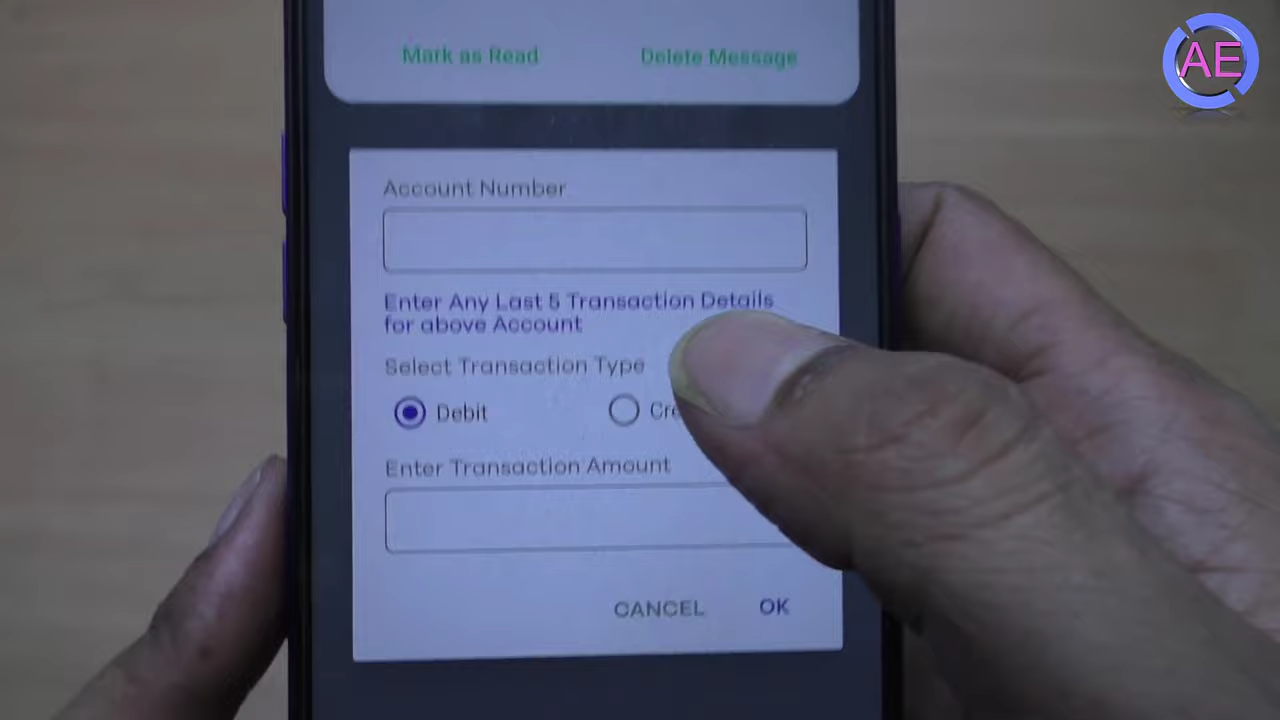 Mark as Read Delete Message
AE
Account Number
Enter Any Last 5 Transaction Details
for above Account
Select Transaction Type
Debit
Enter Transaction Amount
CANCEL OK